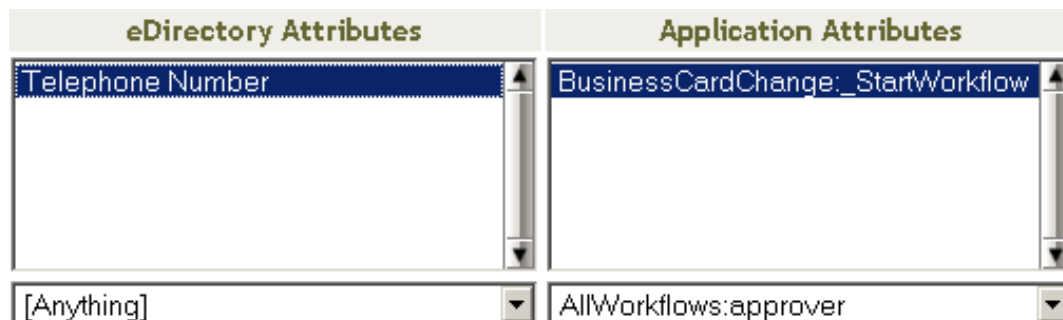 eDirectory Attributes
Application Attributes
Telephone Number
BusinessCardChange:_StartWorkflow
[Anything]
AllWorkflows:approver